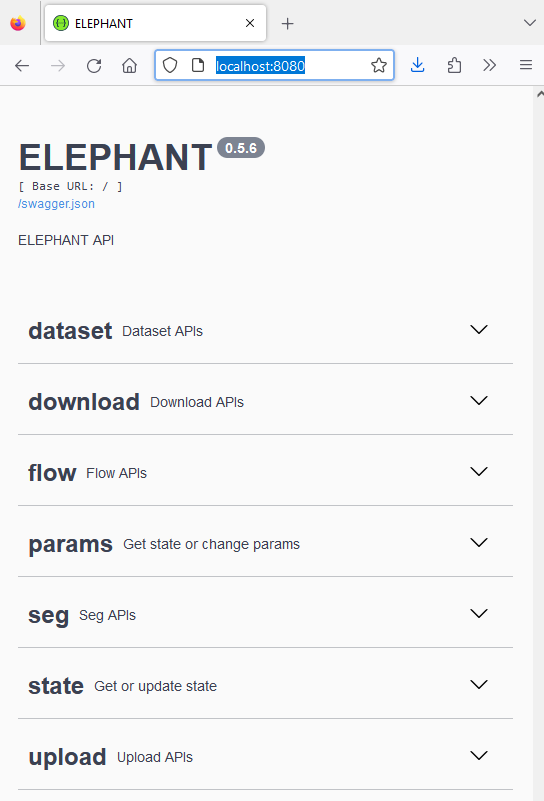 ELEPHANT
localhost:8080
ELEPHANT 0.5.6
[ Base URL: / ]
/swagger.json
ELEPHANT API
dataset Dataset APIs
download Download APIs
flow Flow APIs
params Get state or change params
seg Seg APIs
state Get or update state
upload Upload APIs